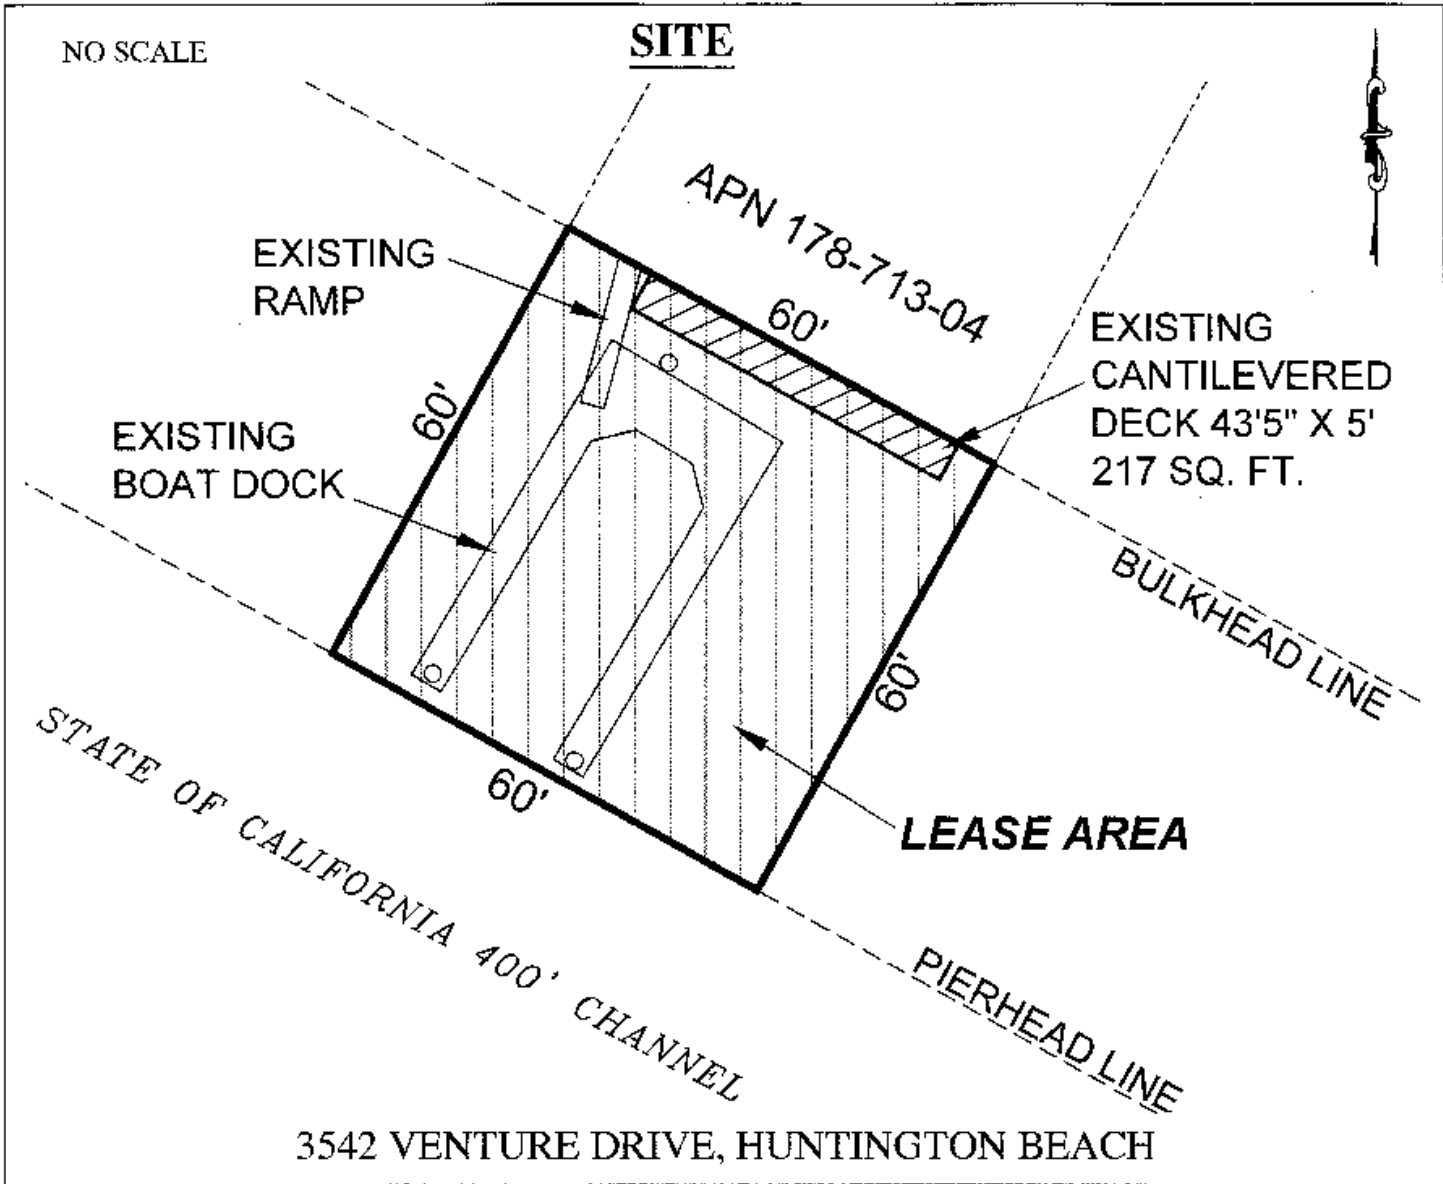 NO SCALE
SITE
APN 178-713-04
EXISTING
RAMP
60'
EXISTING
CANTILEVERED
DECK 43'5" X 5'
217 SQ. FT.
60'
EXISTING
BOAT DOCK
BULKHEAD LINE
60'
60'
LEASE AREA
STATE OF CALIFORNIA 400' CHANNEL
PIERHEAD LINE
3542 VENTURE DRIVE, HUNTINGTON BEACH